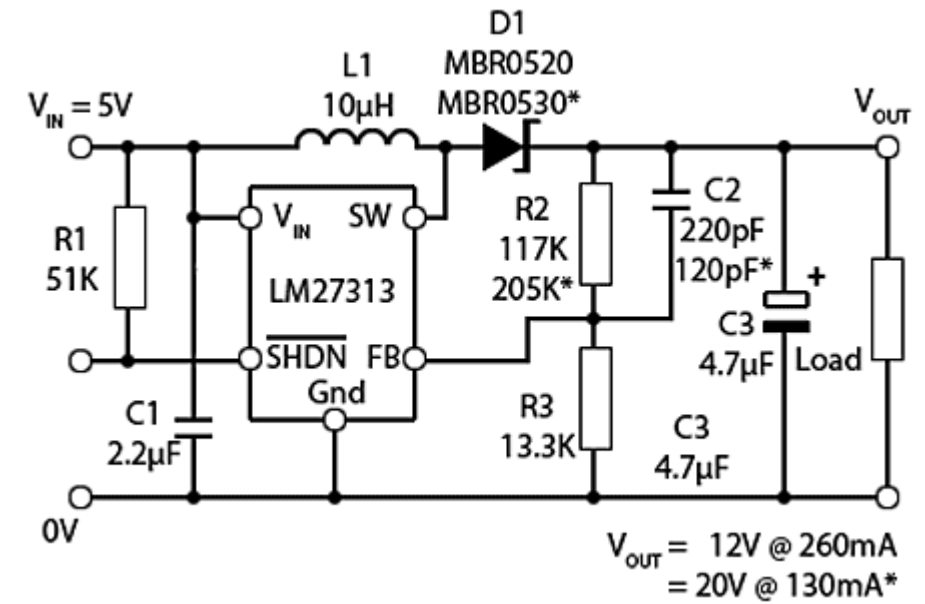 D1
MBR0520
MBR0530*
L1
10µH
V_IN = 5V
V_OUT
R1
51K
V_IN
SW
LM27313
SHDN
FB
Gnd
R2
117K
205K*
C2
220pF
120pF*
+
C3
4.7µF
Load
C1
2.2µF
R3
13.3K
C3
4.7µF
0V
V_OUT = 12V @ 260mA
= 20V @ 130mA*